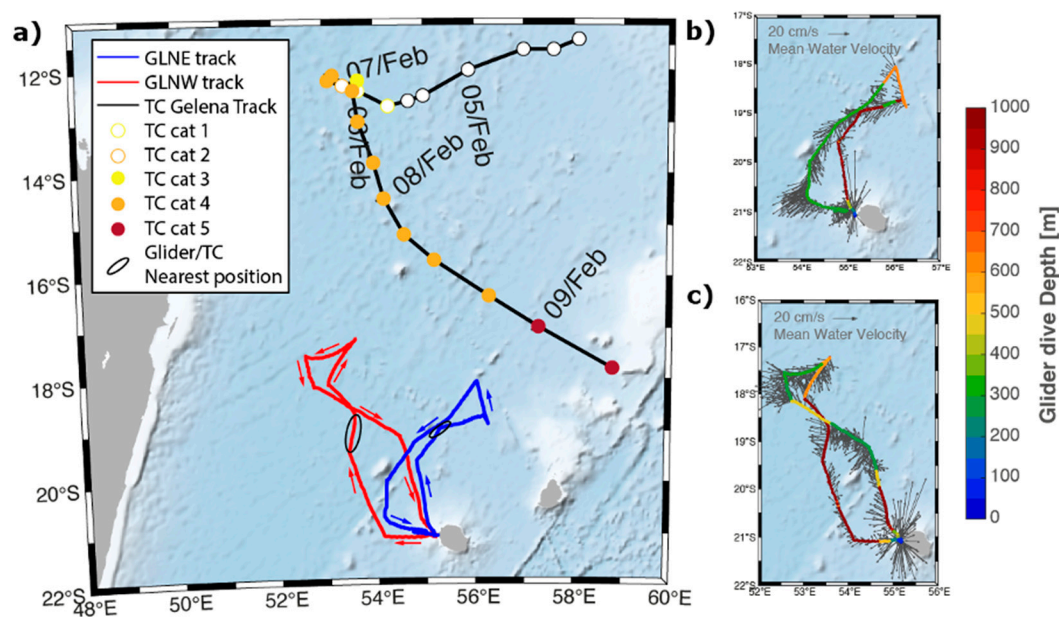 a)
GLNE track
GLNW track
TC Gelena Track
TC cat 1
TC cat 2
TC cat 3
TC cat 4
TC cat 5
Glider/TC
Nearest position
07/Feb
03/Feb
05/Feb
08/Feb
09/Feb
12°S
14°S
16°S
18°S
20°S
22°S
48°S
50°E
52°E
54°E
56°E
58°E
60°E
b)
20 cm/s
Mean Water Velocity
17°S
18°S
19°S
20°S
21°S
22°S
53°E
54°E
55°E
56°E
57°E
c)
20 cm/s
Mean Water Velocity
16°S
17°S
18°S
19°S
20°S
21°S
22°S
52°E
53°E
54°E
55°E
56°E
1000
900
800
700
600
500
400
300
200
100
0
Glider dive Depth [m]